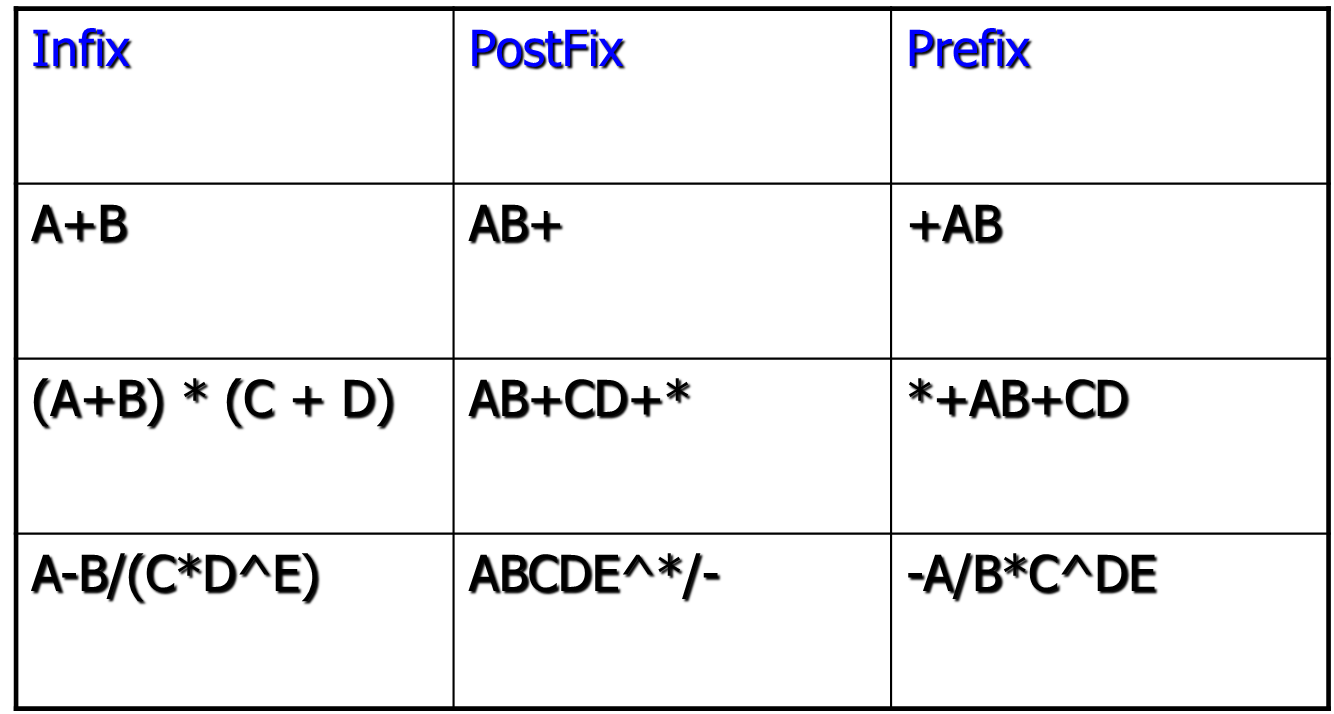 Infix PostFix Prefix
A+B AB+ +AB
(A+B) * (C + D) AB+CD+* *+AB+CD
A-B/(C*D^E) ABCDE^*/- -A/B*C^DE